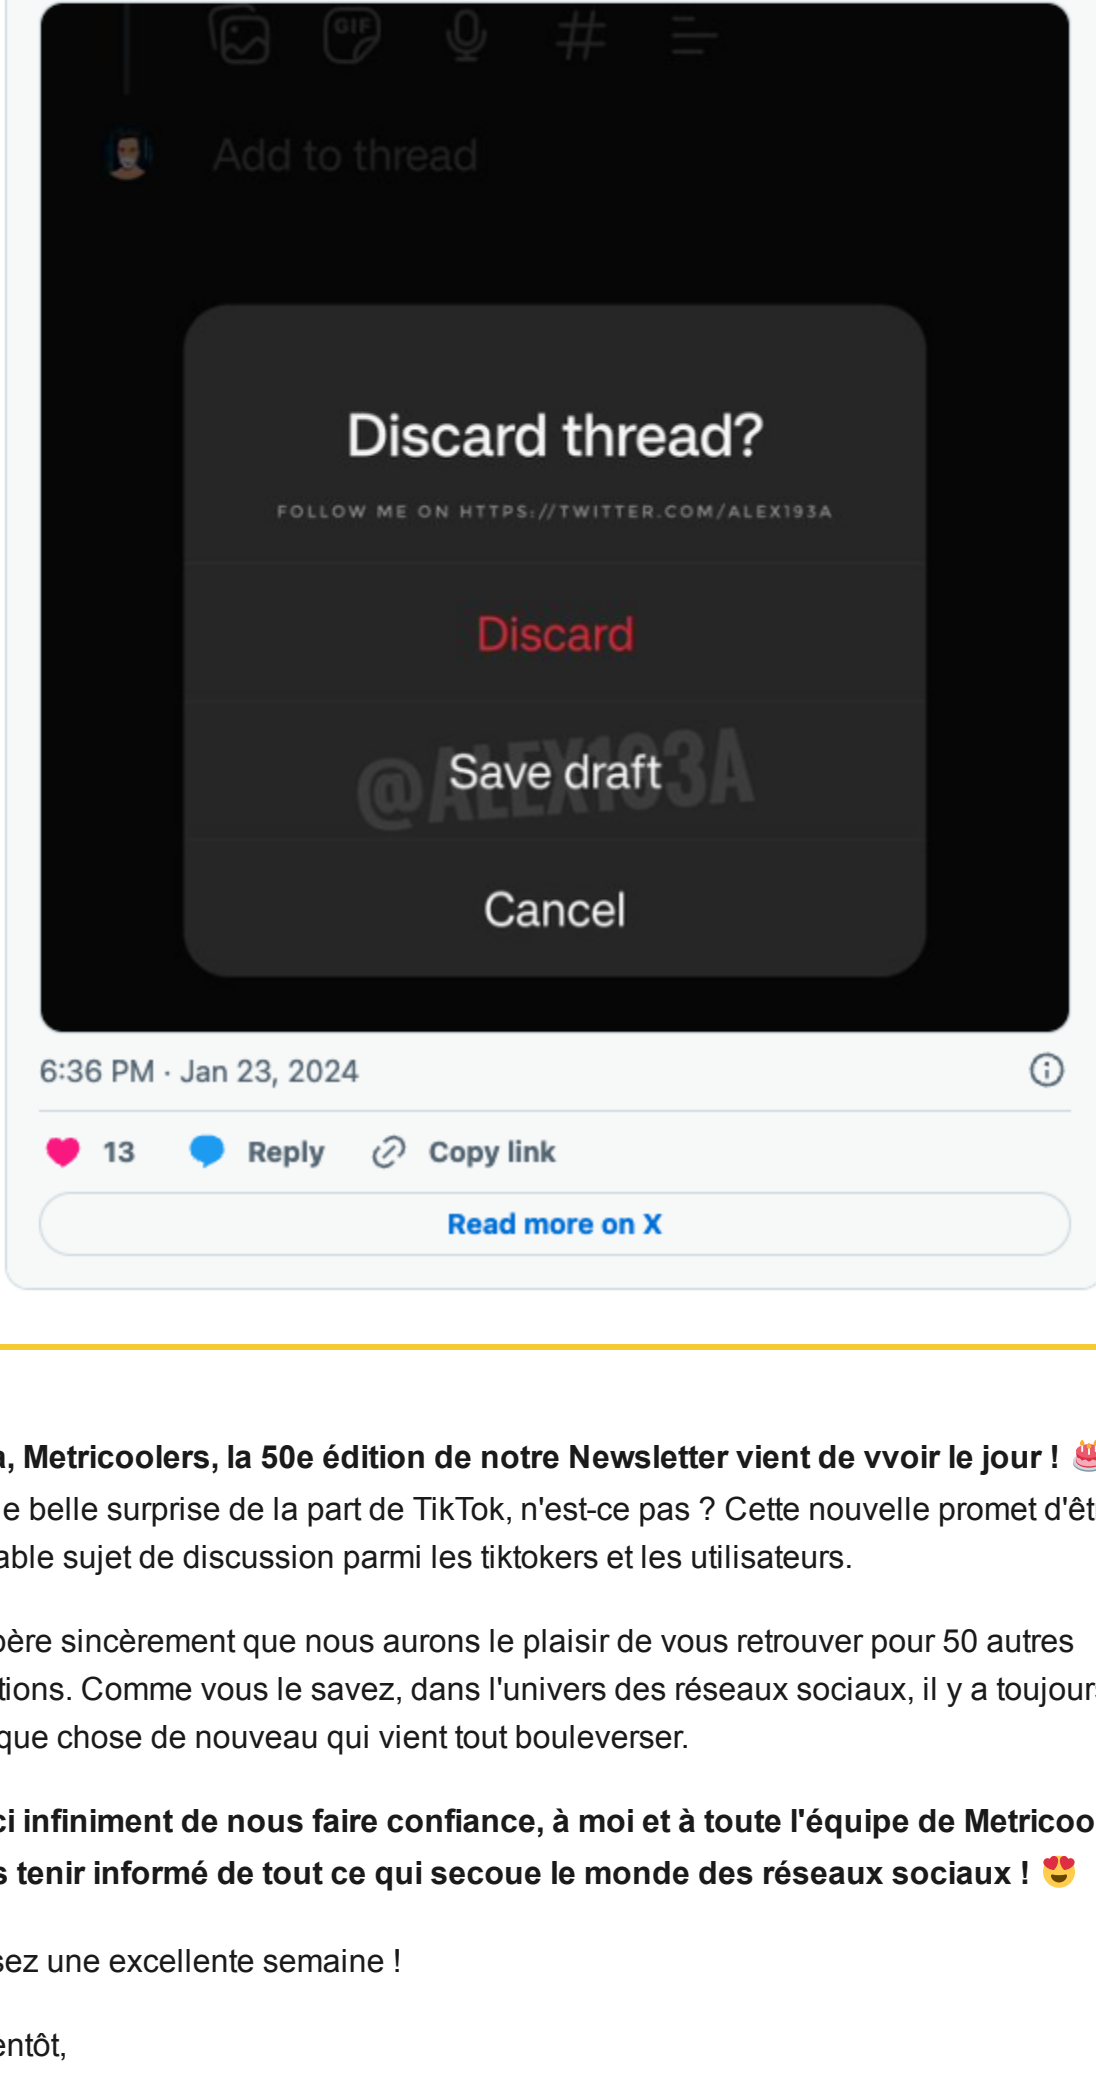 GIF
Add to thread
Discard thread?
FOLLOW ME ON HTTPS://TWITTER.COM/ALEX193A
Discard
@ALEX193A
Save draft
Cancel
6:36 PM · Jan 23, 2024
13 Reply Copy link
Read more on X
, Metricoolers, la 50e édition de notre Newsletter vient de vvoir le jour ! 🎂
e belle surprise de la part de TikTok, n'est-ce pas ? Cette nouvelle promet d'êt
able sujet de discussion parmi les tiktokers et les utilisateurs.
père sincèrement que nous aurons le plaisir de vous retrouver pour 50 autres
tions. Comme vous le savez, dans l'univers des réseaux sociaux, il y a toujours
que chose de nouveau qui vient tout bouleverser.
ci infiniment de nous faire confiance, à moi et à toute l'équipe de Metricoo
s tenir informé de tout ce qui secoue le monde des réseaux sociaux ! 😍
sez une excellente semaine !
entôt,